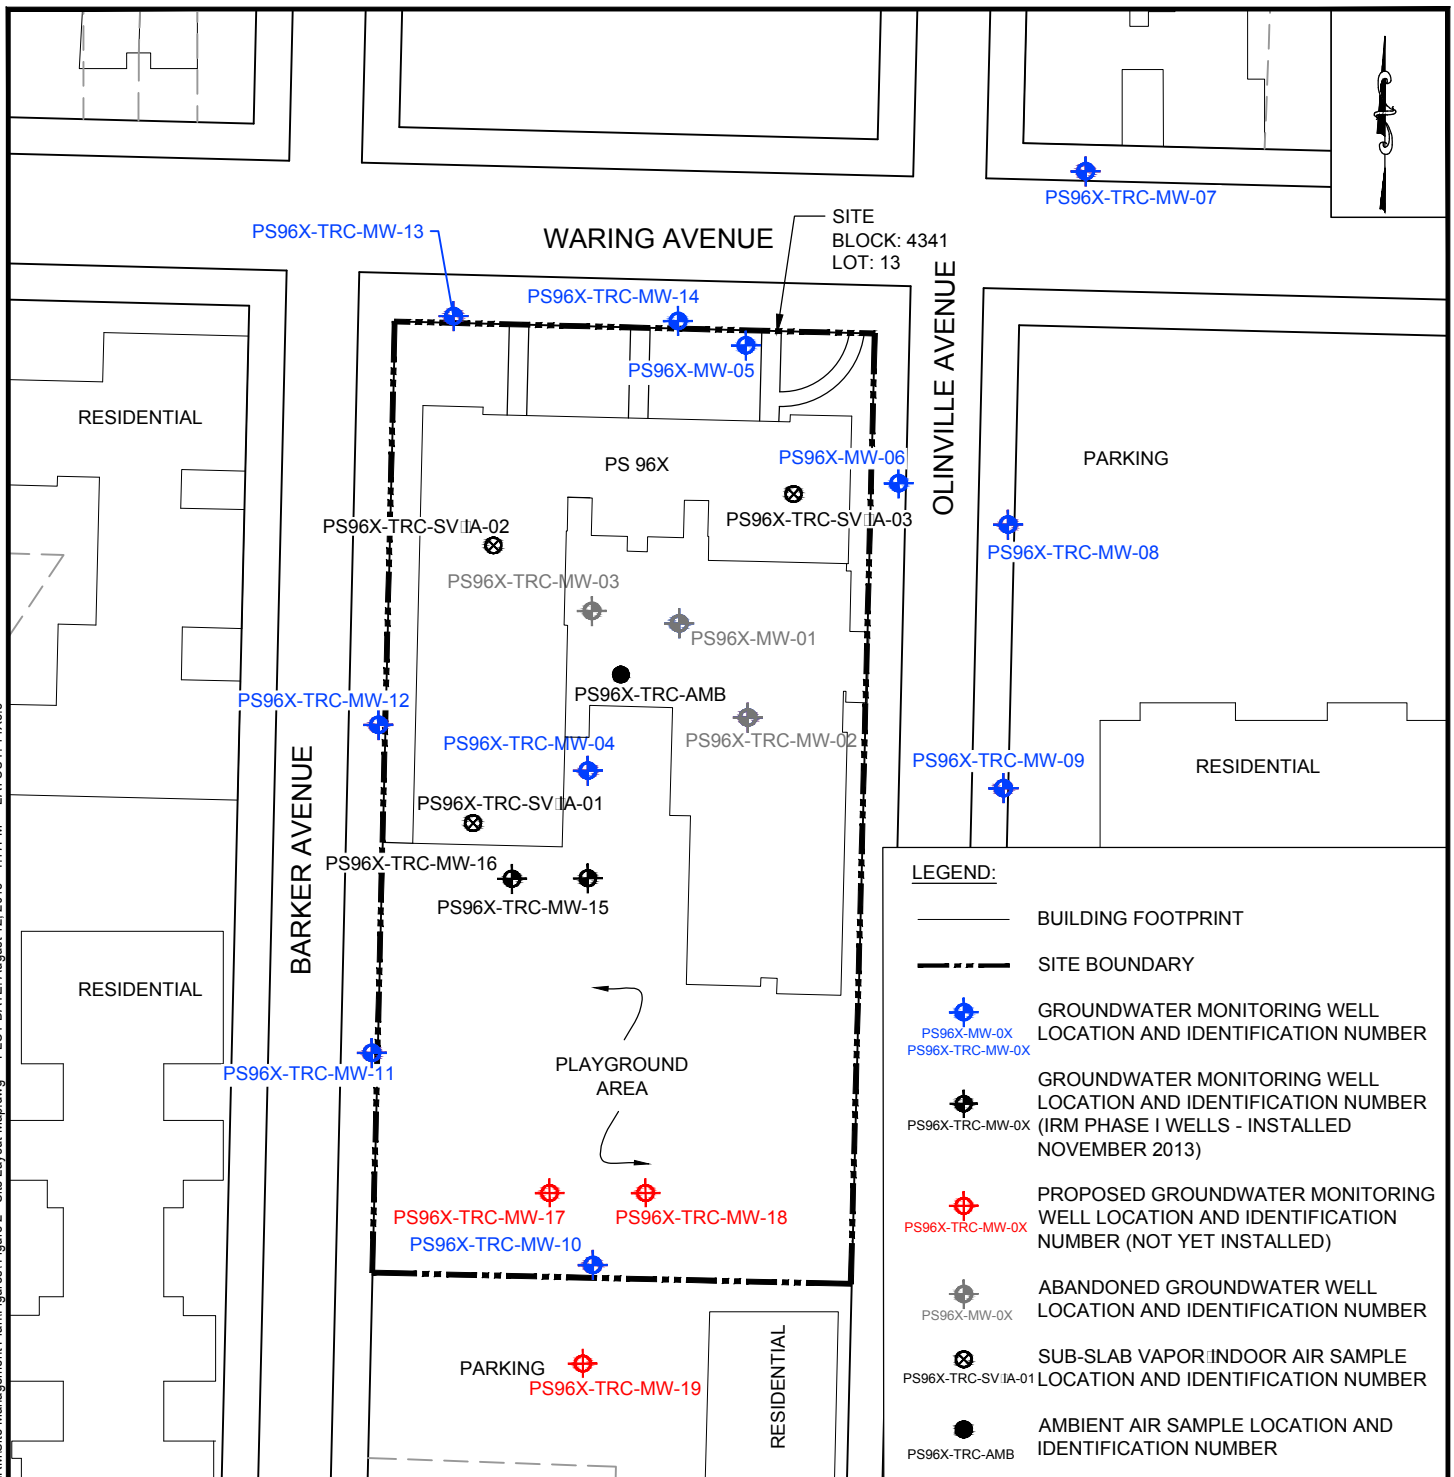 PS96X-TRC-MW-07
SITE
BLOCK: 4341
LOT: 13
PS96X-TRC-MW-13
WARING AVENUE
PS96X-TRC-MW-14
PS96X-MW-05
OLINVILLE AVENUE
RESIDENTIAL
PS 96X
PS96X-MW-06
PARKING
PS96X-TRC-SV▯IA-02
PS96X-TRC-SV▯IA-03
PS96X-TRC-MW-08
PS96X-TRC-MW-03
PS96X-MW-01
PS96X-TRC-AMB
PS96X-TRC-MW-12
PS96X-TRC-MW-04
PS96X-TRC-MW-02
PS96X-TRC-MW-09
RESIDENTIAL
BARKER AVENUE
PS96X-TRC-SV▯IA-01
PS96X-TRC-MW-16
PS96X-TRC-MW-15
RESIDENTIAL
PLAYGROUND
AREA
PS96X-TRC-MW-11
PS96X-TRC-MW-17
PS96X-TRC-MW-18
PS96X-TRC-MW-10
PARKING
PS96X-TRC-MW-19
RESIDENTIAL
LEGEND:
BUILDING FOOTPRINT
SITE BOUNDARY
PS96X-MW-0X
PS96X-TRC-MW-0X
GROUNDWATER MONITORING WELL
LOCATION AND IDENTIFICATION NUMBER
PS96X-TRC-MW-0X
GROUNDWATER MONITORING WELL
LOCATION AND IDENTIFICATION NUMBER
(IRM PHASE I WELLS - INSTALLED
NOVEMBER 2013)
PS96X-TRC-MW-0X
PROPOSED GROUNDWATER MONITORING
WELL LOCATION AND IDENTIFICATION
NUMBER (NOT YET INSTALLED)
PS96X-MW-0X
ABANDONED GROUNDWATER WELL
LOCATION AND IDENTIFICATION NUMBER
PS96X-TRC-SV▯IA-01
SUB-SLAB VAPOR▯INDOOR AIR SAMPLE
LOCATION AND IDENTIFICATION NUMBER
PS96X-TRC-AMB
AMBIENT AIR SAMPLE LOCATION AND
IDENTIFICATION NUMBER